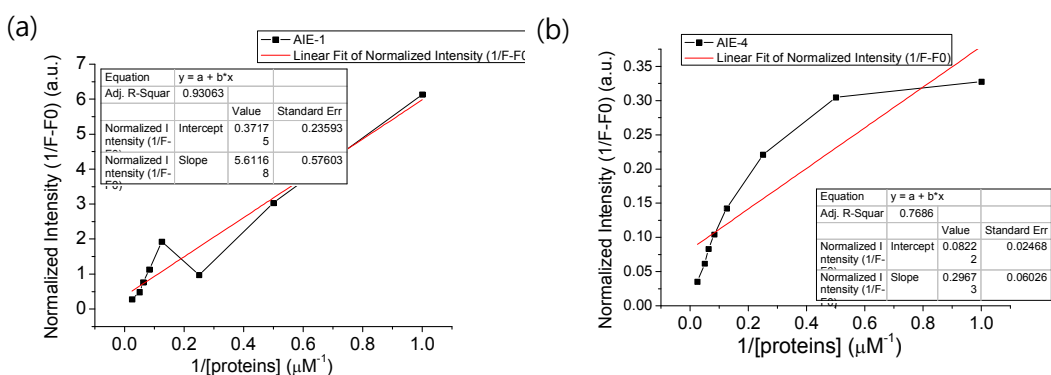 (a)
AIE-1
Linear Fit of Normalized Intensity (1/F-F0)
Equation y = a + b*x
Adj. R-Squar 0.93063
Value Standard Err
Normalized I
ntensity (1/F-
F0) Intercept 0.3717
5 0.23593
Normalized I
ntensity (1/F-
F0) Slope 5.6116
8 0.57603
Normalized Intensity (1/F-F0) (a.u.)
7
6
5
4
3
2
1
0
0.0 0.2 0.4 0.6 0.8 1.0
1/[proteins] (μM⁻¹)
(b)
AIE-4
Linear Fit of Normalized Intensity (1/F-F0)
Normalized Intensity (1/F-F0) (a.u.)
0.35
0.30
0.25
0.20
0.15
0.10
0.05
0.00
Equation y = a + b*x
Adj. R-Squar 0.7686
Value Standard Err
Normalized I
ntensity (1/F-
F0) Intercept 0.0822
2 0.02468
Normalized I
ntensity (1/F-
F0) Slope 0.2967
3 0.06026
0.0 0.2 0.4 0.6 0.8 1.0
1/[proteins] (μM⁻¹)